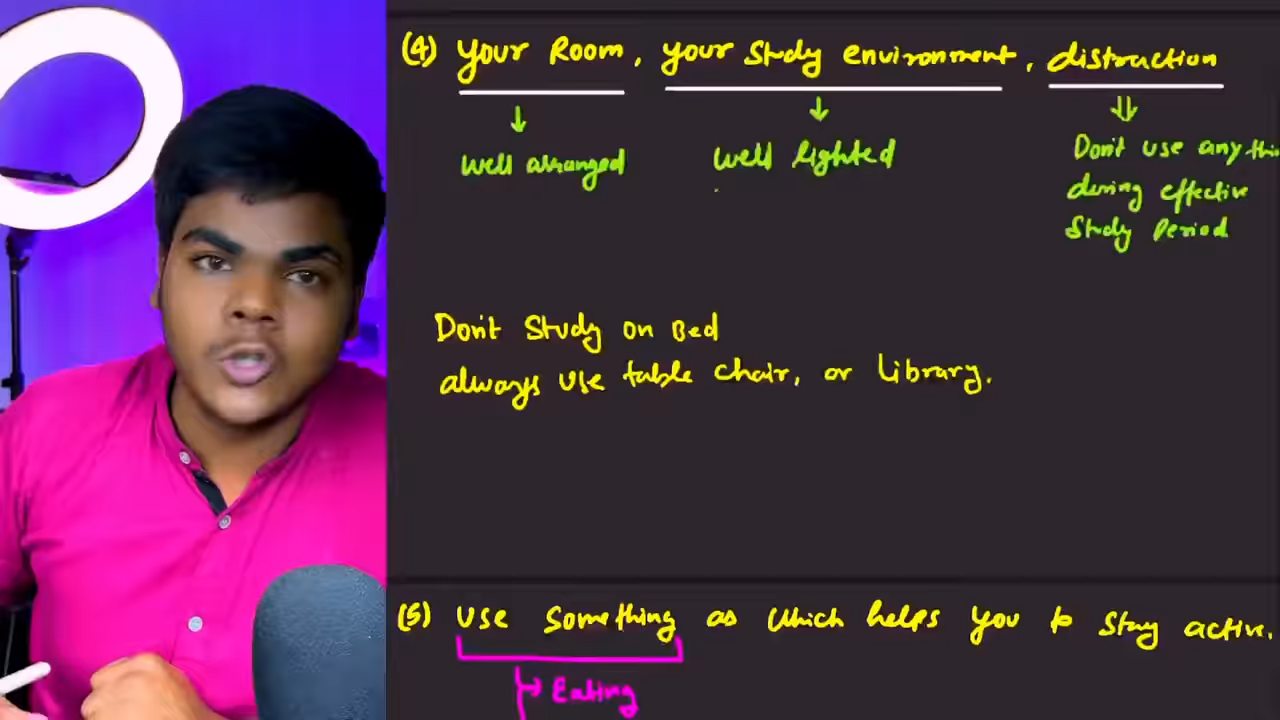 (4) Your Room, your study environment, distraction
Well arranged
Well lighted
Don't use any thi
during effective
Study Period
Don't Study on Bed
always use table chair, or library.
(5) Use Something as which helps you to stay active.
Eating